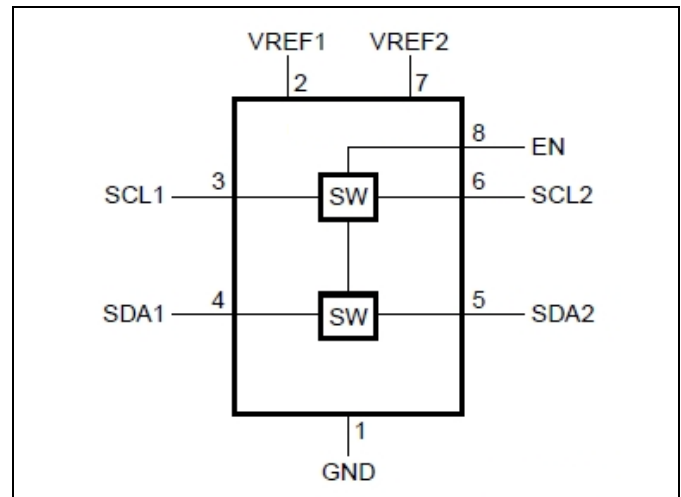 VREF1 VREF2
2 7
8 EN
SCL1 3 SW 6 SCL2
SDA1 4 SW 5 SDA2
1
GND